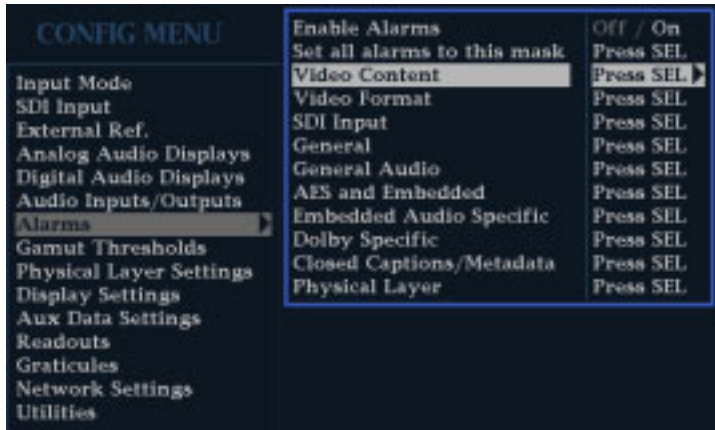 CONFIG MENU
Input Mode
SDI Input
External Ref.
Analog Audio Displays
Digital Audio Displays
Audio Inputs/Outputs
Alarms
Gamut Thresholds
Physical Layer Settings
Display Settings
Aux Data Settings
Readouts
Graticules
Network Settings
Utilities
Enable Alarms Off / On
Set all alarms to this mask Press SEL
Video Content Press SEL
Video Format Press SEL
SDI Input Press SEL
General Press SEL
General Audio Press SEL
AES and Embedded Press SEL
Embedded Audio Specific Press SEL
Dolby Specific Press SEL
Closed Captions/Metadata Press SEL
Physical Layer Press SEL